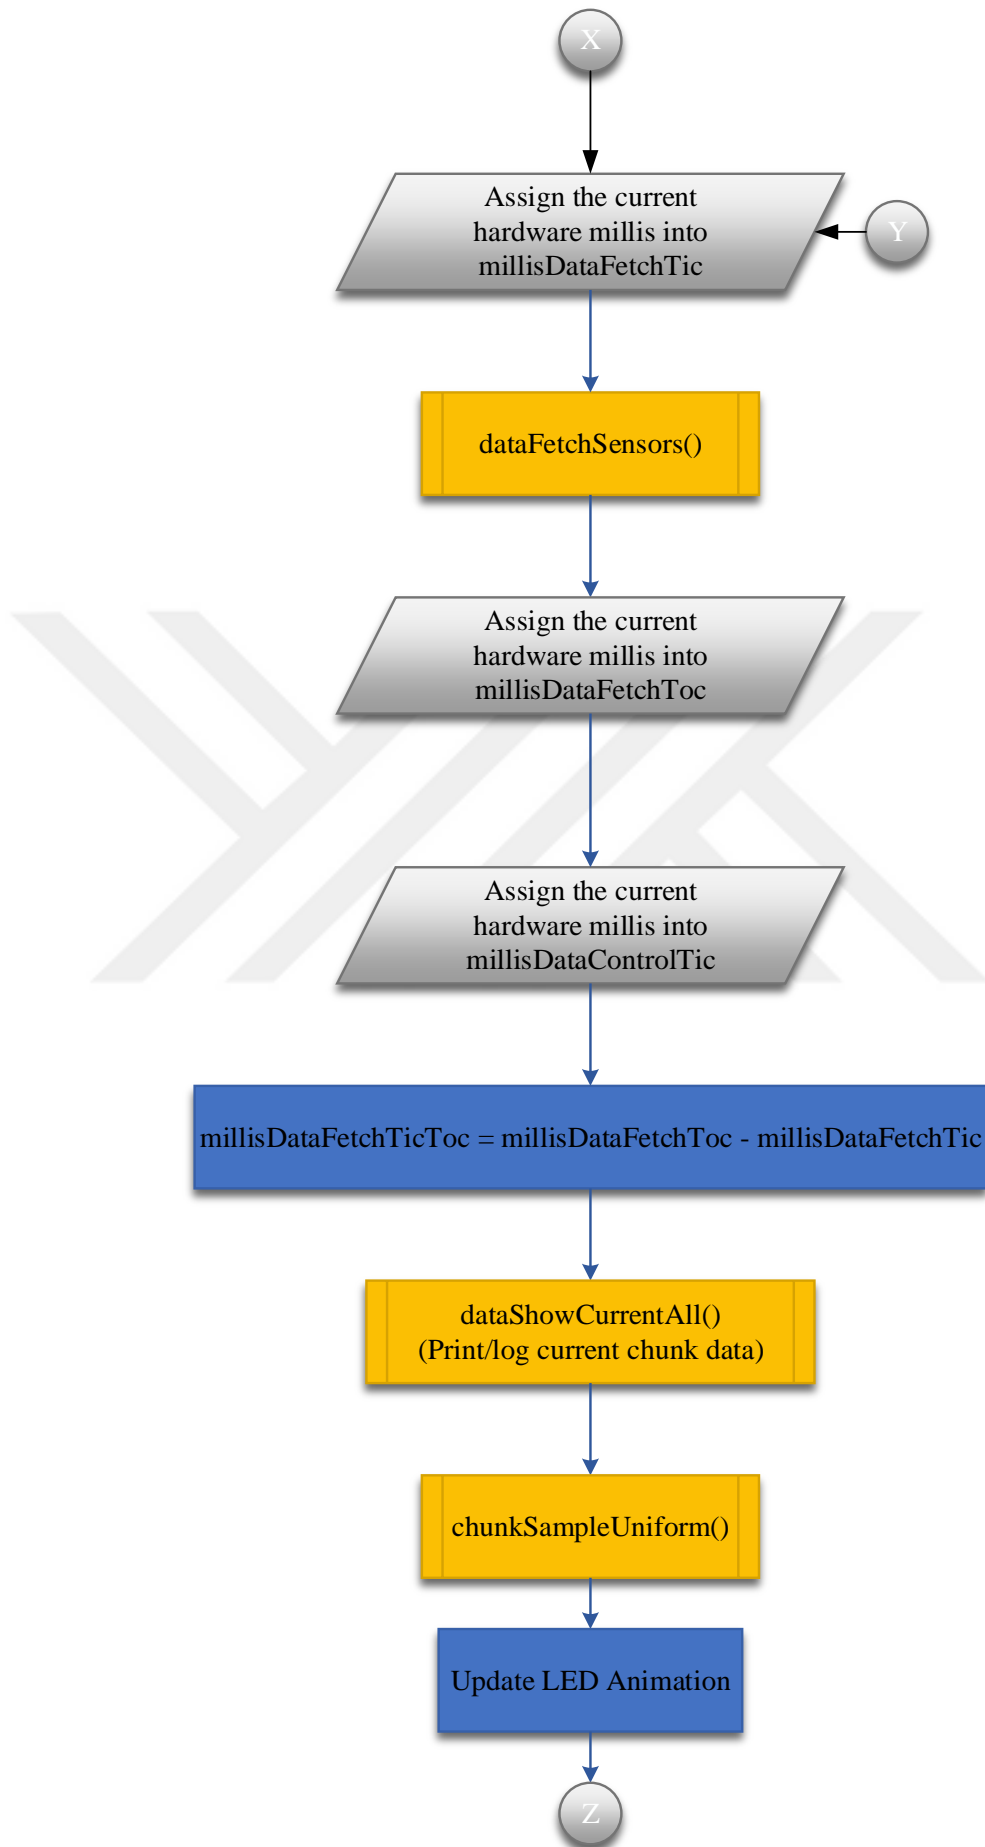 X
Assign the current
hardware millis into
millisDataFetchTic
Y
dataFetchSensors()
Assign the current
hardware millis into
millisDataFetchToc
Assign the current
hardware millis into
millisDataControlTic
millisDataFetchTicToc = millisDataFetchToc - millisDataFetchTic
dataShowCurrentAll()
(Print/log current chunk data)
chunkSampleUniform()
Update LED Animation
Z